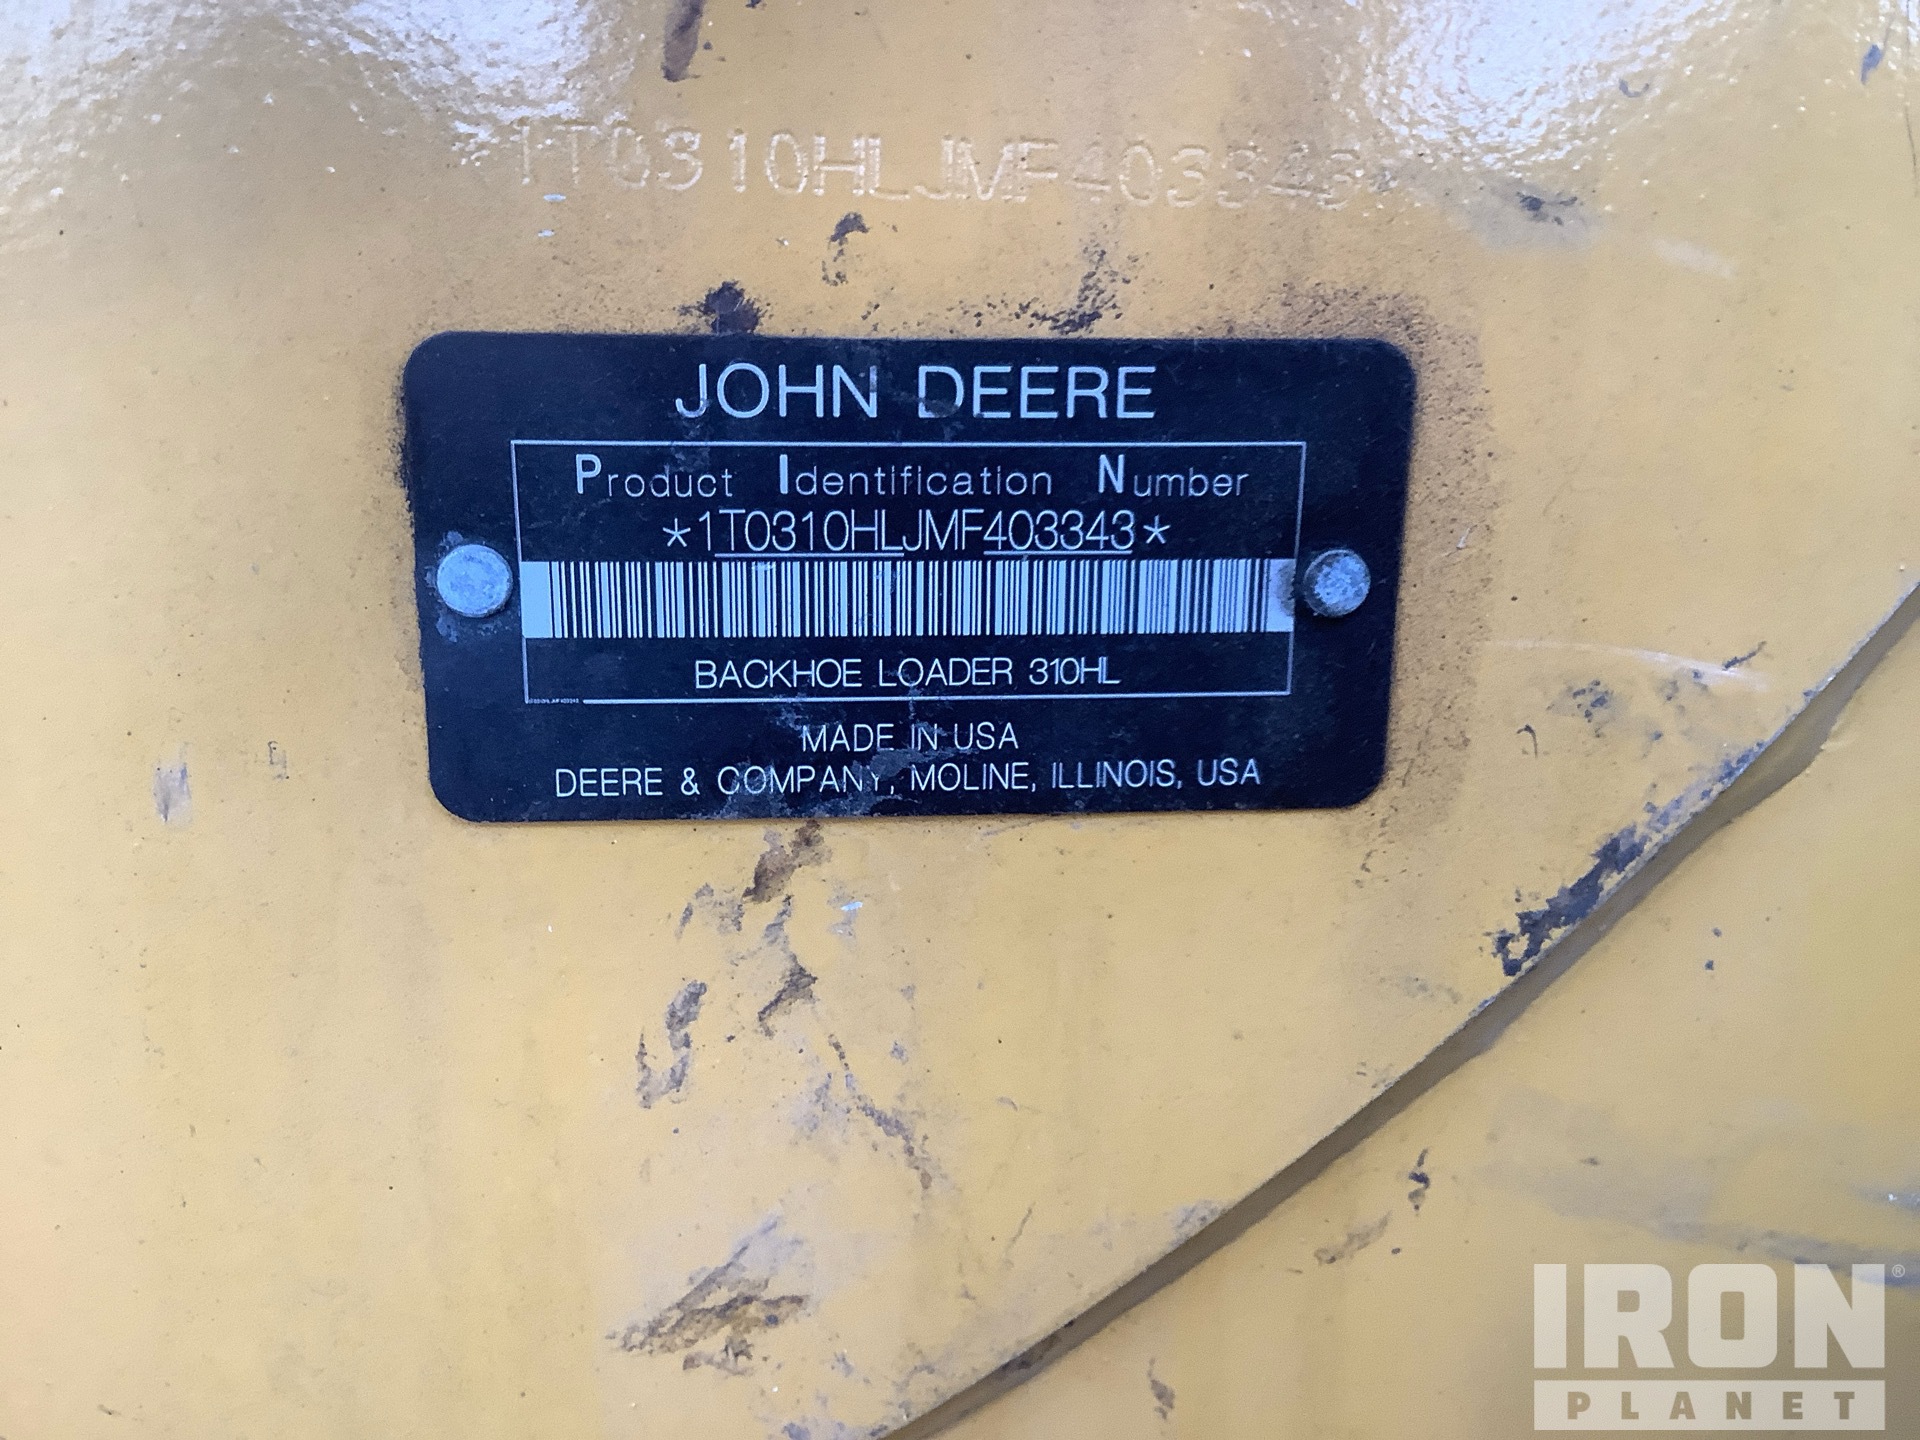 1T0310HLJMF403343
JOHN DEERE
Product Identification Number
*1T0310HLJMF403343*
BACKHOE LOADER 310HL
MADE IN USA
DEERE & COMPANY, MOLINE, ILLINOIS, USA
IRON®
PLANET